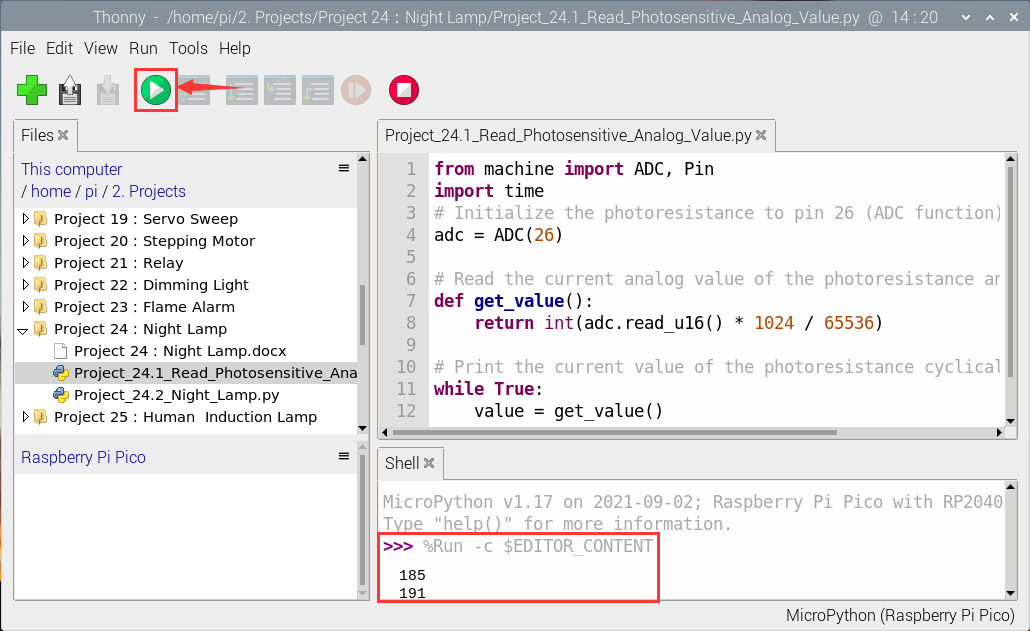 Thonny - /home/pi/2. Projects/Project 24：Night Lamp/Project_24.1_Read_Photosensitive_Analog_Value.py @ 14 : 20
File Edit View Run Tools Help
Files
This computer
/ home / pi / 2. Projects
Project 19：Servo Sweep
Project 20：Stepping Motor
Project 21：Relay
Project 22：Dimming Light
Project 23：Flame Alarm
Project 24：Night Lamp
Project 24：Night Lamp.docx
Project_24.1_Read_Photosensitive_Ana
Project_24.2_Night_Lamp.py
Project 25：Human  Induction Lamp
Raspberry Pi Pico
Project_24.1_Read_Photosensitive_Analog_Value.py
1 from machine import ADC, Pin
2 import time
3 # Initialize the photoresistance to pin 26 (ADC function)
4 adc = ADC(26)
5
6 # Read the current analog value of the photoresistance an
7 def get_value():
8     return int(adc.read_u16() * 1024 / 65536)
9
10 # Print the current value of the photoresistance cyclical
11 while True:
12     value = get_value()
Shell
MicroPython v1.17 on 2021-09-02; Raspberry Pi Pico with RP2040
Type "help()" for more information.
>>> %Run -c $EDITOR_CONTENT
185
191
MicroPython (Raspberry Pi Pico)